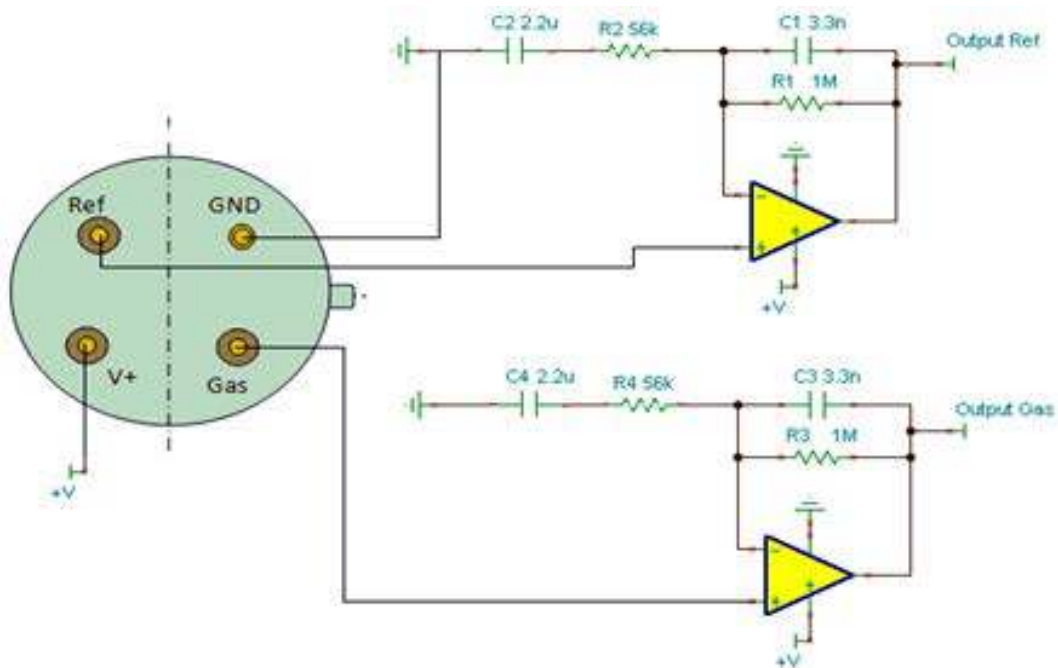 C2 2.2u
R2 56k
C1 3.3n
Output Ref
R1 1M
Ref
GND
+V
V+
Gas
C4 2.2u
R4 56k
C3 3.3n
Output Gas
R3 1M
+V
+V